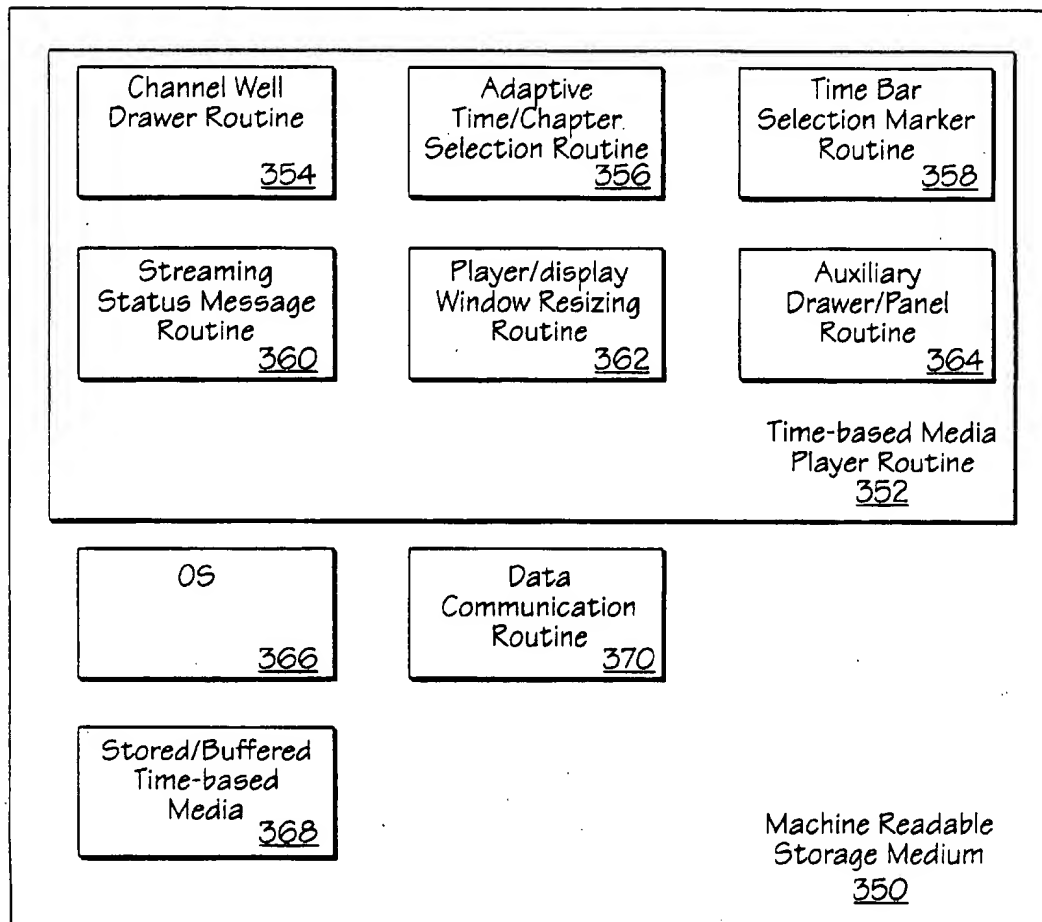 Channel Well
Drawer Routine
354
Adaptive
Time/Chapter
Selection Routine
356
Time Bar
Selection Marker
Routine
358
Streaming
Status Message
Routine
360
Player/display
Window Resizing
Routine
362
Auxiliary
Drawer/Panel
Routine
364
Time-based Media
Player Routine
352
OS
366
Data
Communication
Routine
370
Stored/Buffered
Time-based
Media
368
Machine Readable
Storage Medium
350